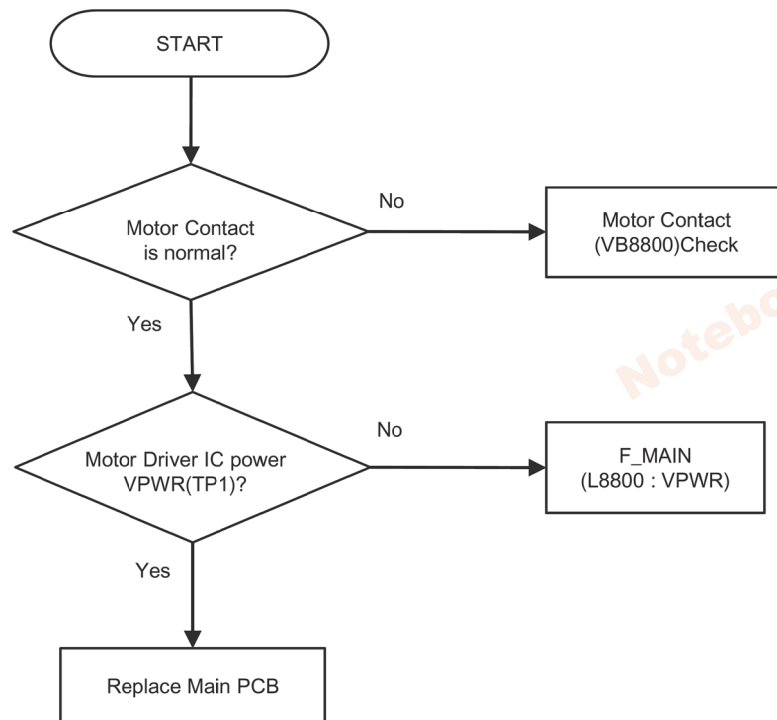 START
Motor Contact
is normal?
No
Motor Contact
(VB8800)Check
Yes
Motor Driver IC power
VPWR(TP1)?
No
F_MAIN
(L8800 : VPWR)
Yes
Replace Main PCB